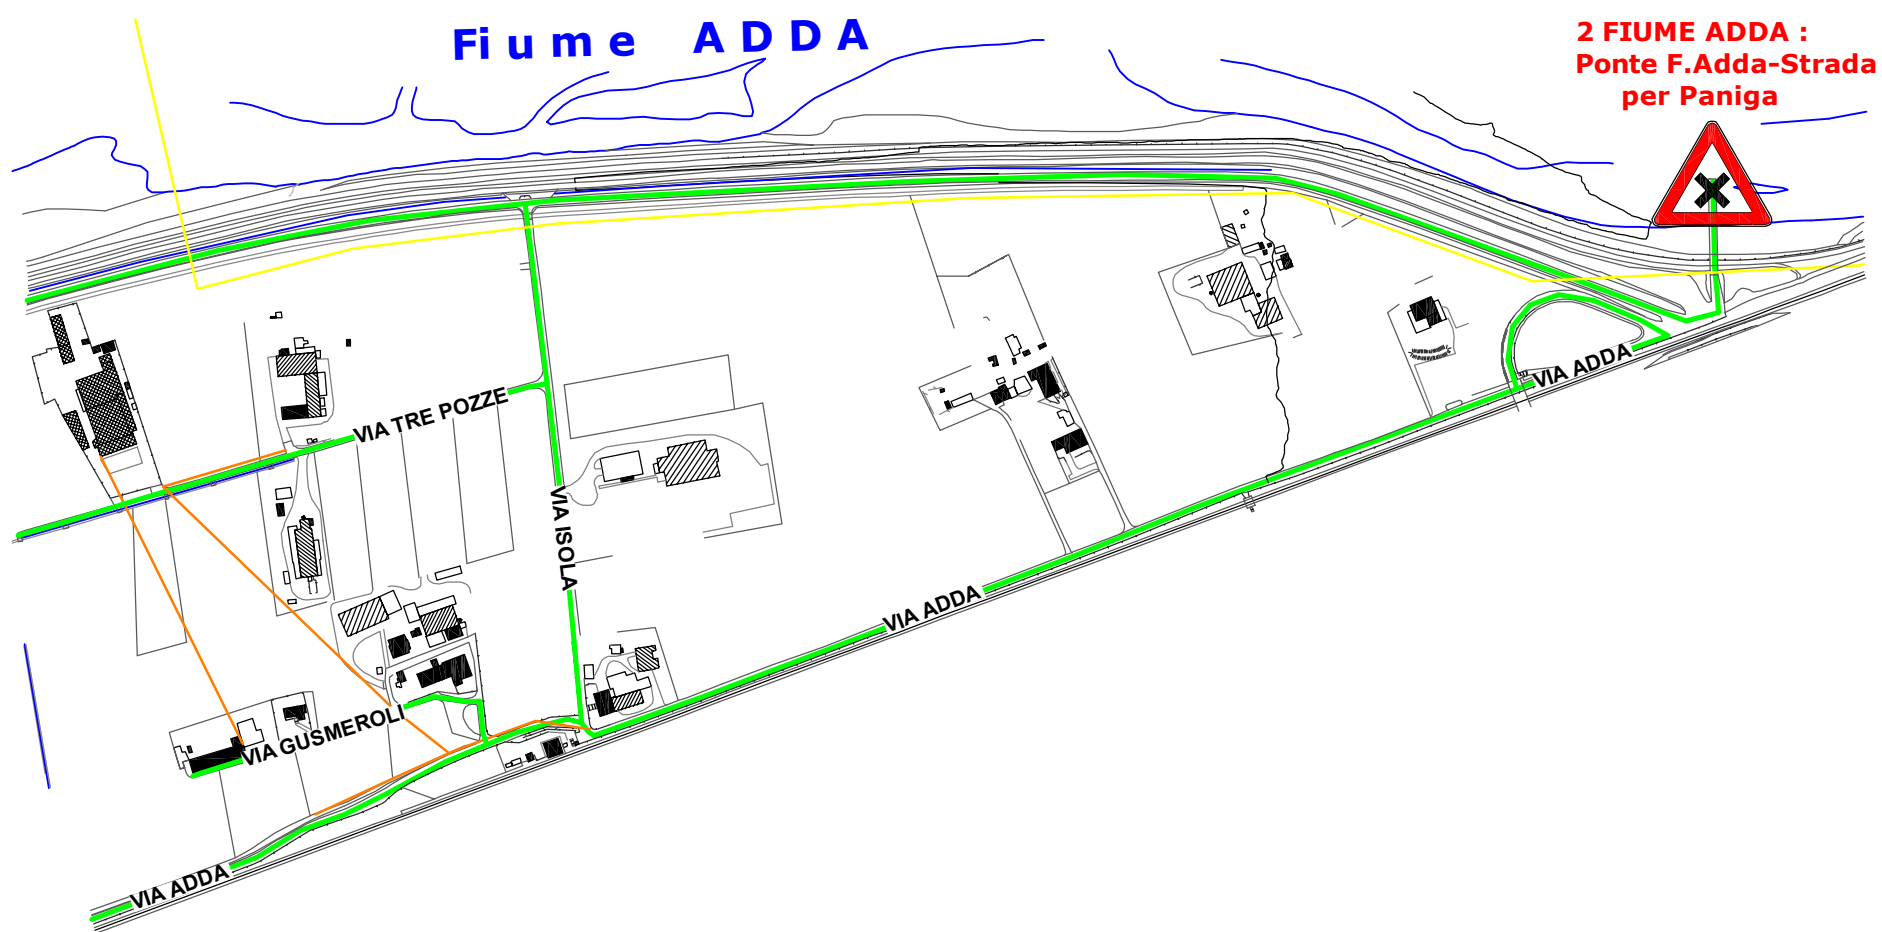 Fiume ADDA
2 FIUME ADDA :
Ponte F.Adda-Strada
per Paniga
VIA ADDA
VIA TRE POZZE
VIA ISOLA
VIA ADDA
VIA GUSMEROLI
VIA ADDA